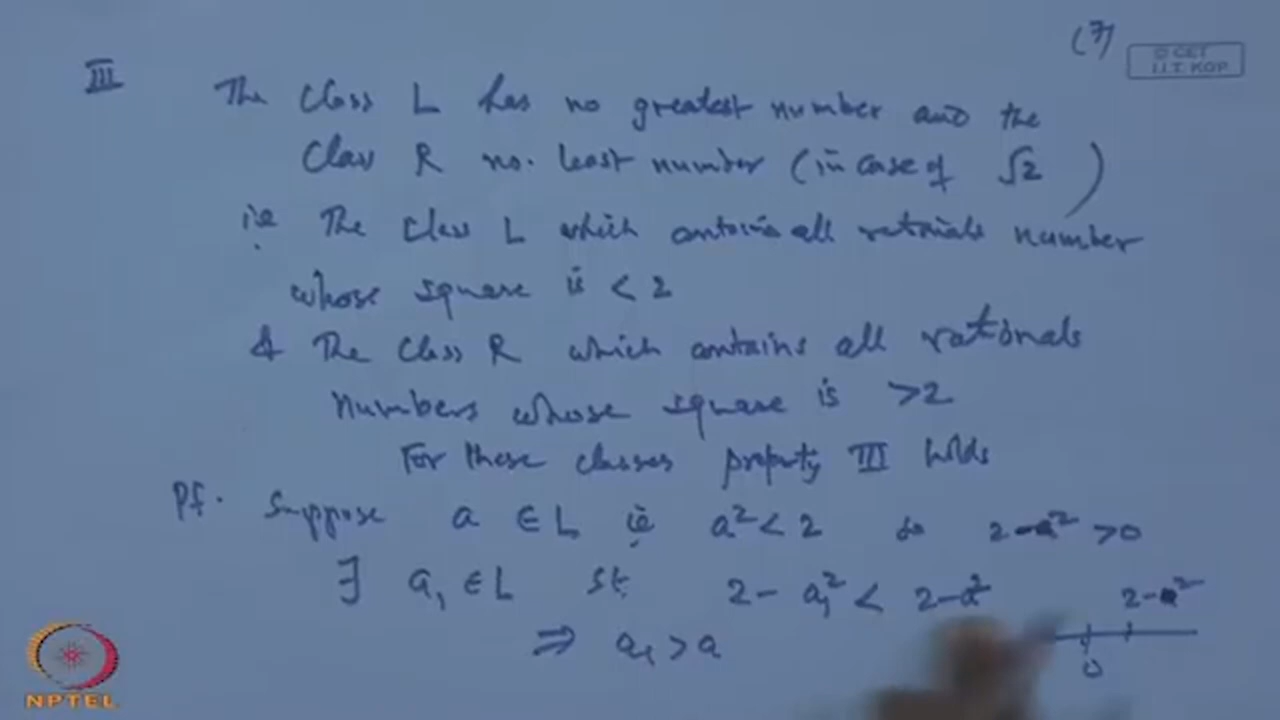 (7)
© CET
I.I.T. KGP
III The Class L has no greatest number and the
Class R no. least number (in case of √2)
i.e The Class L which contains all rationals number
whose square is < 2
& The Class R which contains all rationals
numbers whose square is >2
For these classes property III holds
Pf. Suppose a ∈ L ie a² < 2 so 2-a² >0
∃ a₁ ∈ L st. 2 - a₁² < 2-a² 2-a²
⇒ a₁ > a 0
NPTEL